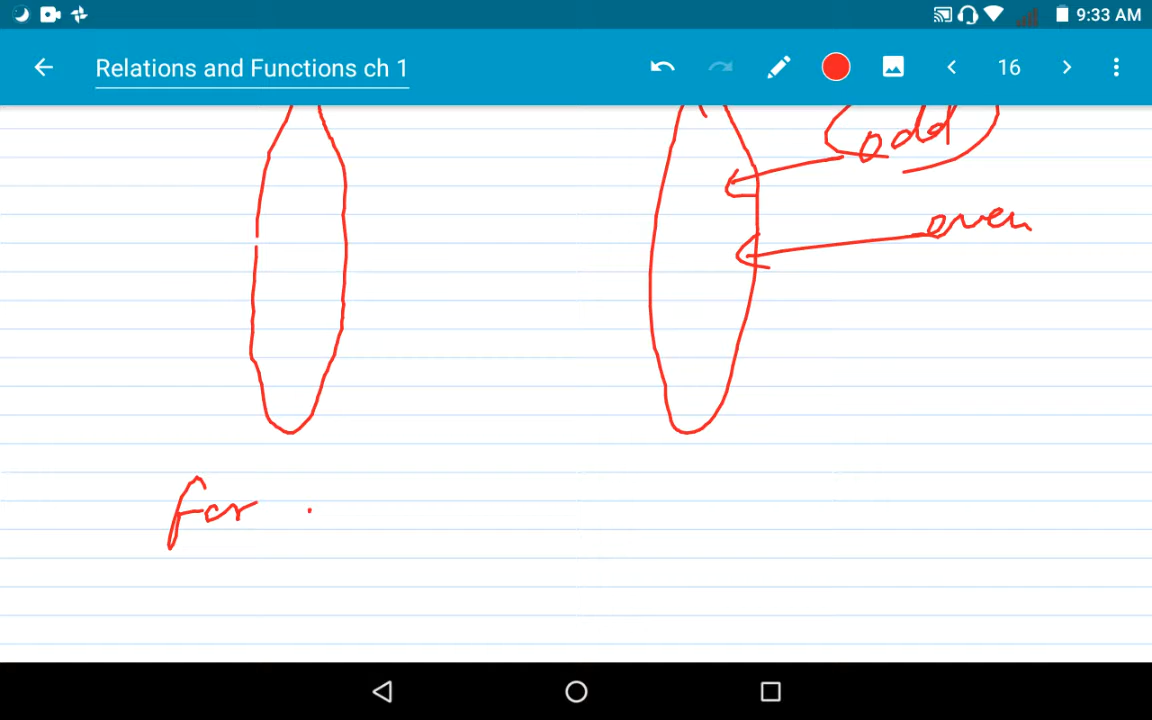 9:33 AM
Relations and Functions ch 1
16
odd
even
for .